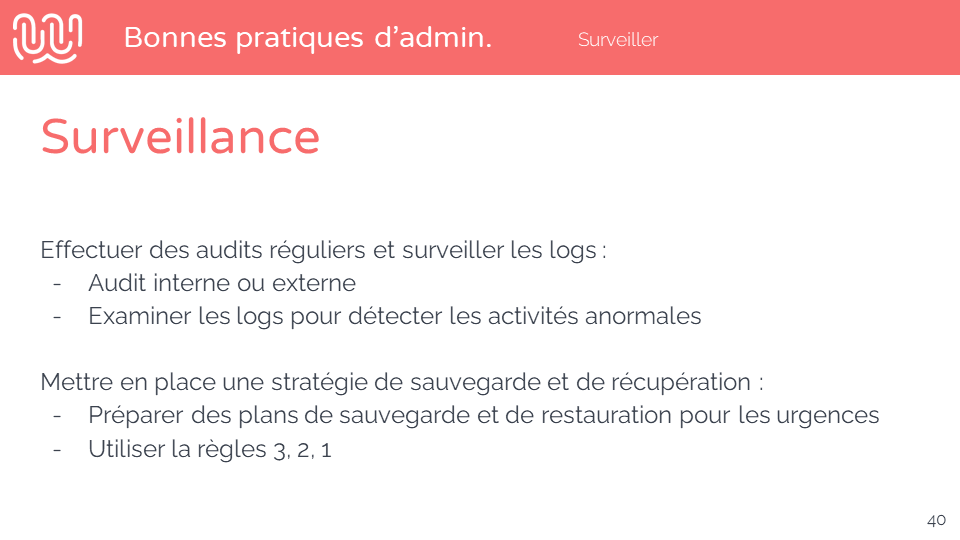 Bonnes pratiques d’admin.
Surveiller
Surveillance
Effectuer des audits réguliers et surveiller les logs :
- Audit interne ou externe
- Examiner les logs pour détecter les activités anormales
Mettre en place une stratégie de sauvegarde et de récupération :
- Préparer des plans de sauvegarde et de restauration pour les urgences
- Utiliser la règles 3, 2, 1
40